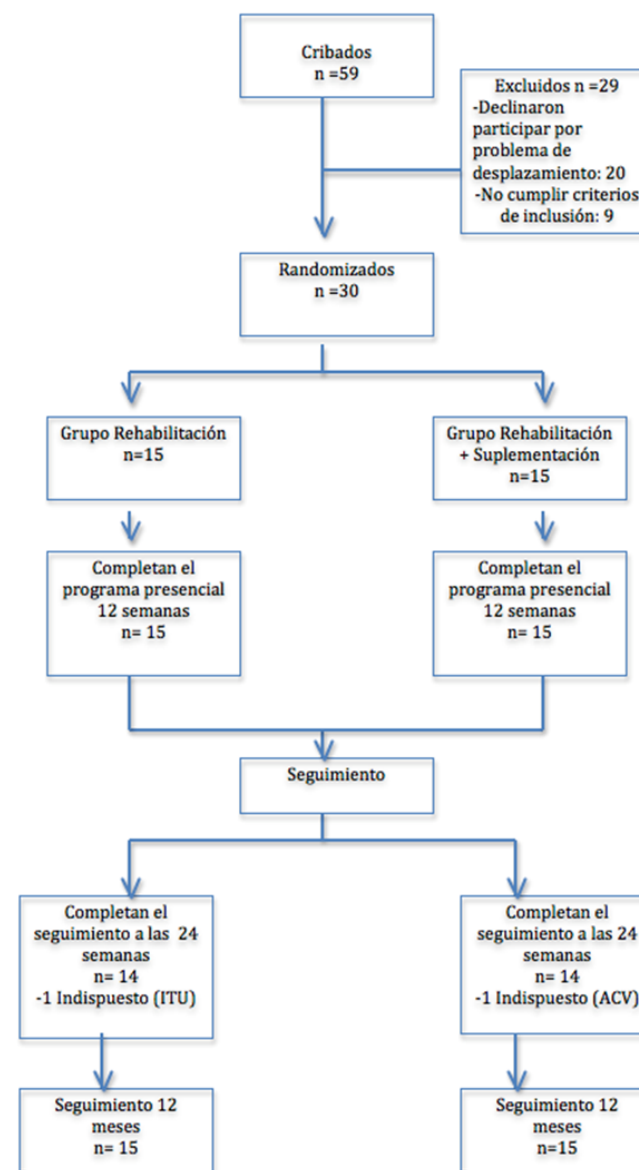 Cribados
n =59
Excluidos n =29
-Declinaron
participar por
problema de
desplazamiento: 20
-No cumplir criterios
de inclusión: 9
Randomizados
n =30
Grupo Rehabilitación
n=15
Grupo Rehabilitación
+ Suplementación
n=15
Completan el
programa presencial
12 semanas
n= 15
Completan el
programa presencial
12 semanas
n= 15
Seguimiento
Completan el
seguimiento a las 24
semanas
n= 14
-1 Indispuesto (ITU)
Completan el
seguimiento a las 24
semanas
n= 14
-1 Indispuesto (ACV)
Seguimiento 12
meses
n= 15
Seguimiento 12
meses
n=15